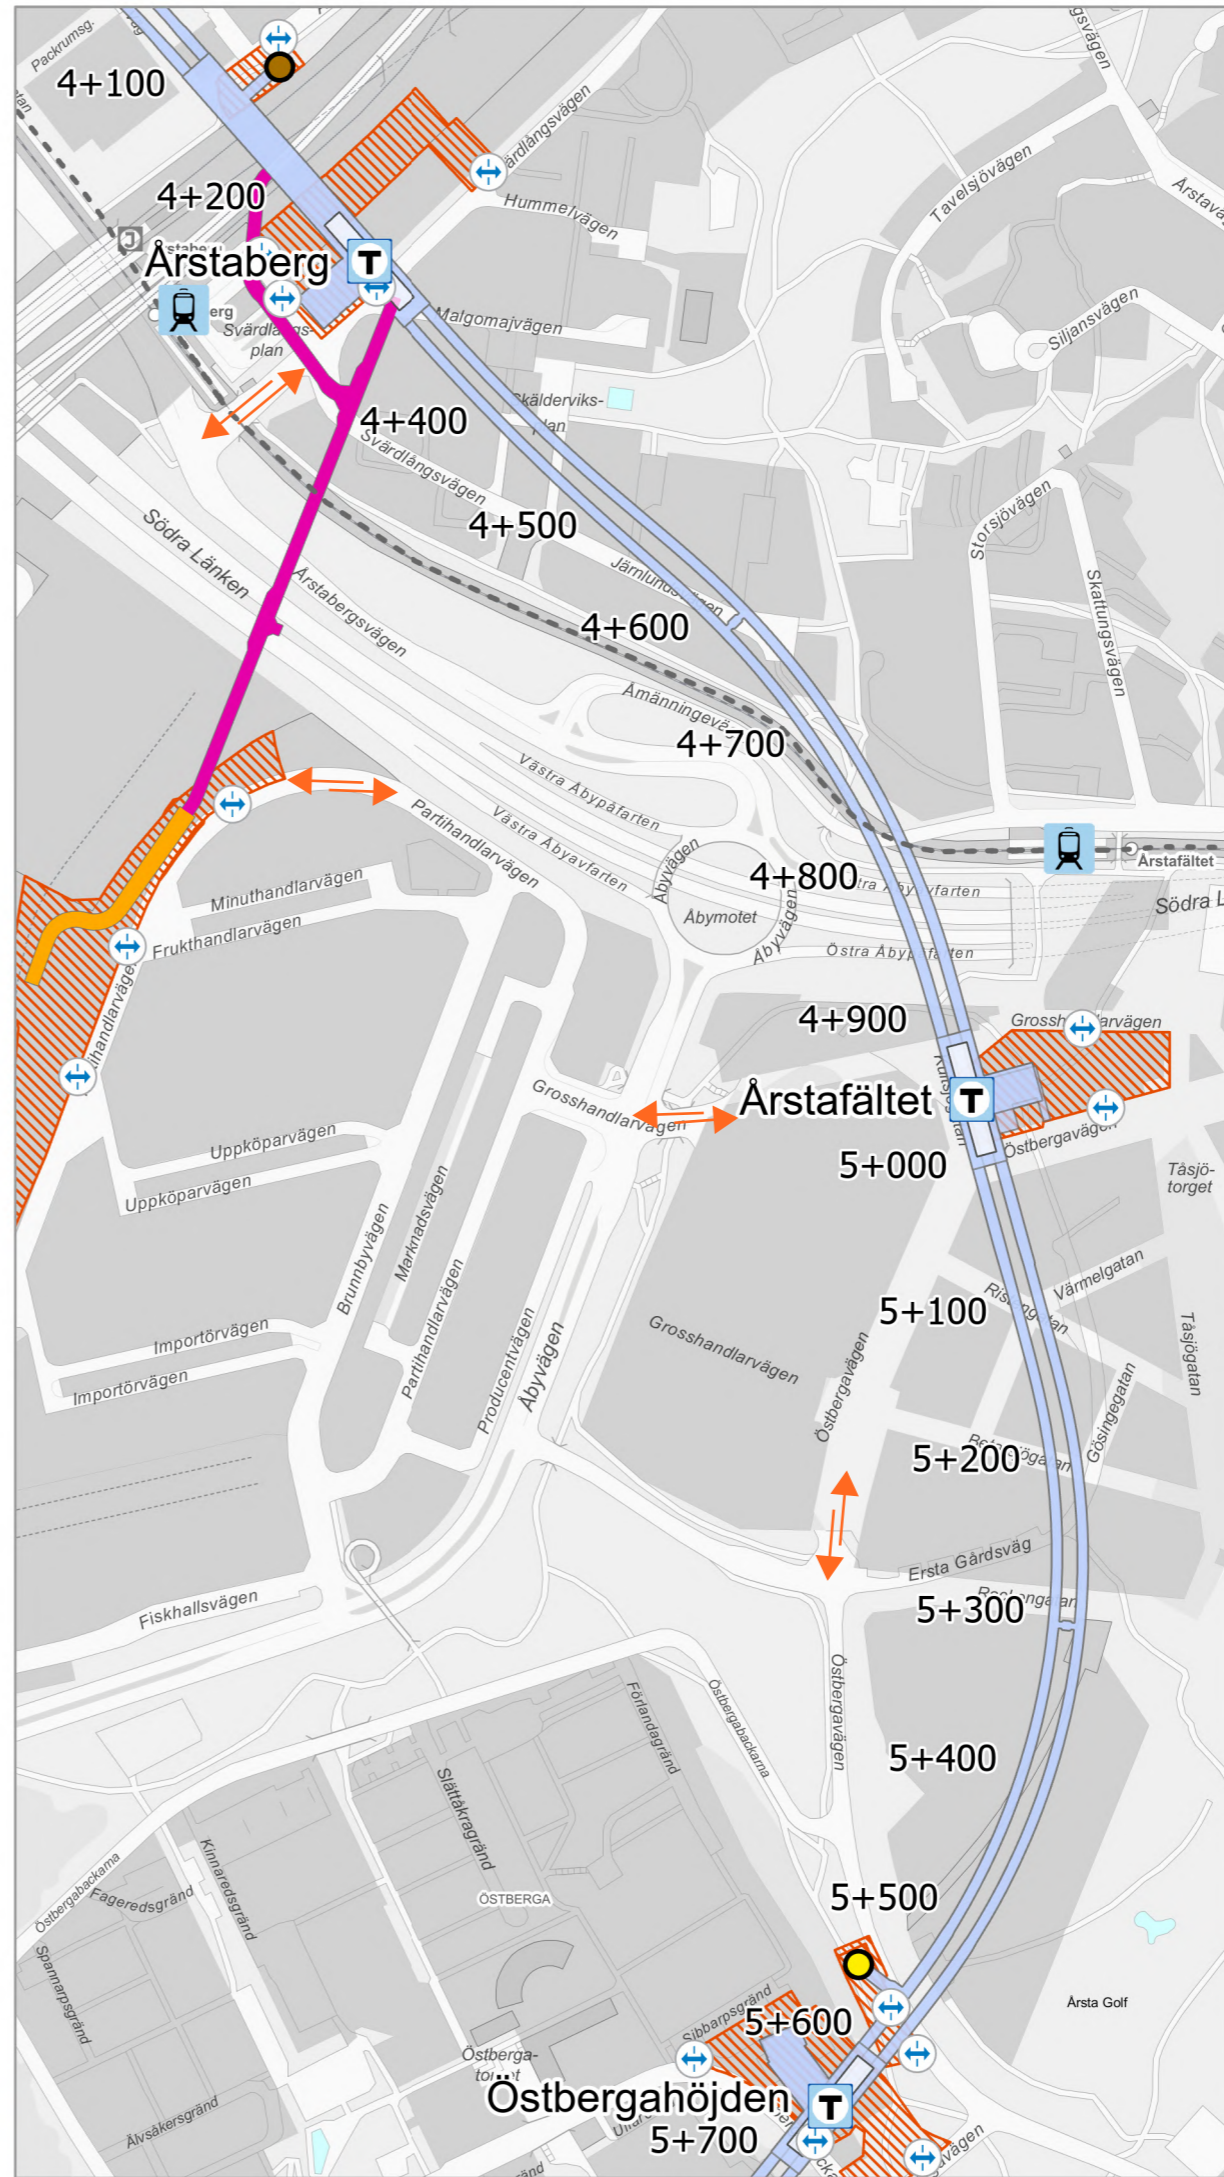 Packrumsg.
4+100
Hummelvägen
Tavelsjövägen
4+200
J
Årstaberg
T
Svärdlångs-
plan
Malgomajvägen
Siljansvägen
4+400
Skälderviks-
plan
Svärdlångsvägen
Storsjövägen
Södra Länken
4+500
Årstabergsvägen
Skattungsvägen
4+600
Åmänningevägen
4+700
Västra Åbypåfarten
Västra Åbyavfarten
Partihandlarvägen
Åbyvägen
4+800
Årstafältet
Minuthandlarvägen
Åbymotet
Frukthandlarvägen
Åbyvägen
4+900
Grosshandlarvägen
Årstafältet
T
Grosshandlarvägen
Östbergavägen
Uppköparvägen
5+000
Tåsjö-
torget
Uppköparvägen
Marknadsvägen
Brunnbyvägen
Värmelgatan
5+100
Partihandlarvägen
Importörvägen
Producentvägen
Åbyvägen
Grosshandlarvägen
Tåsjögatan
Importörvägen
Östbergavägen
Gösingegatan
5+200
Ersta Gårdsväg
Fiskhallsvägen
5+300
Östbergavägen
Förlandagränd
Östbergabackarna
5+400
Slättåkragränd
Kinnaredsgränd
Östbergabackarna
Fageredsgränd
ÖSTBERGA
5+500
Spannarpsgränd
Årsta Golf
Sibbarpsgränd
5+600
Östberga-
torget
Östbergahöjden
T
Älvsåkersgränd
5+700